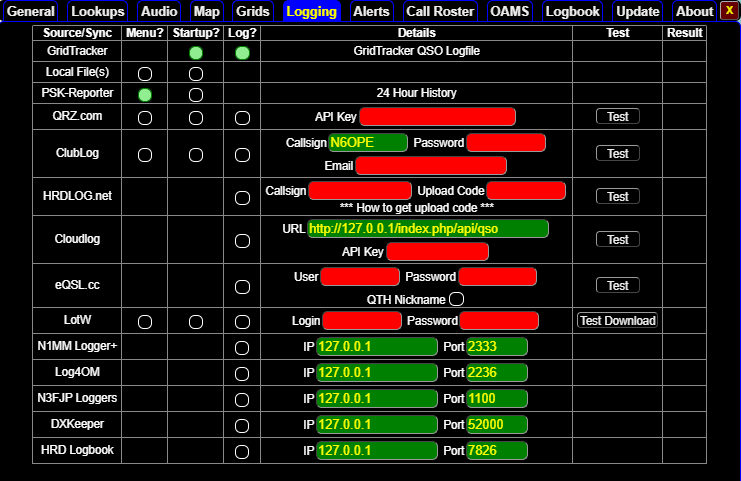 General Lookups Audio Map Grids Logging Alerts Call Roster OAMS Logbook Update About X
Source/Sync Menu? Startup? Log? Details Test Result
GridTracker GridTracker QSO Logfile
Local File(s)
PSK-Reporter 24 Hour History
QRZ.com API Key Test
ClubLog Callsign N6OPE Password Test
Email
HRDLOG.net Callsign Upload Code Test
*** How to get upload code ***
Cloudlog URL http://127.0.0.1/index.php/api/qso Test
API Key
eQSL.cc User Password Test
QTH Nickname
LotW Login Password Test Download
N1MM Logger+ IP 127.0.0.1 Port 2333
Log4OM IP 127.0.0.1 Port 2236
N3FJP Loggers IP 127.0.0.1 Port 1100
DXKeeper IP 127.0.0.1 Port 52000
HRD Logbook IP 127.0.0.1 Port 7826